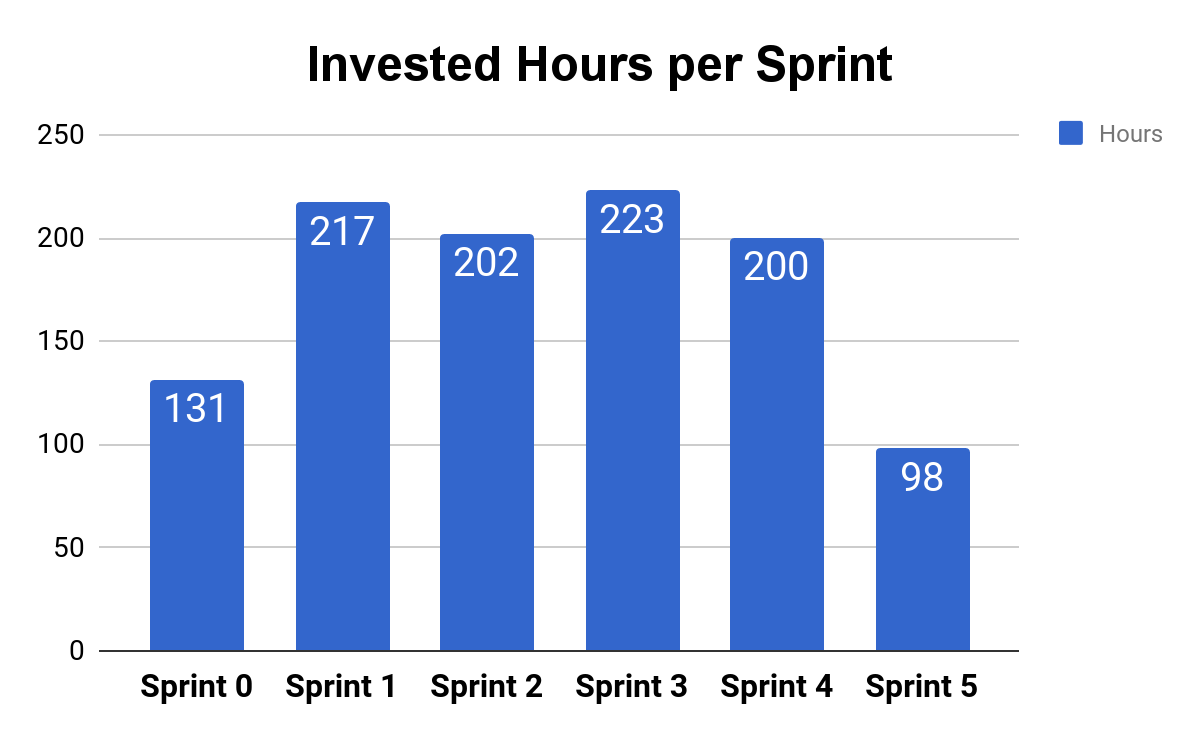 Invested Hours per Sprint
Hours
250
200
150
100
50
0
131
217
202
223
200
98
Sprint 0
Sprint 1
Sprint 2
Sprint 3
Sprint 4
Sprint 5